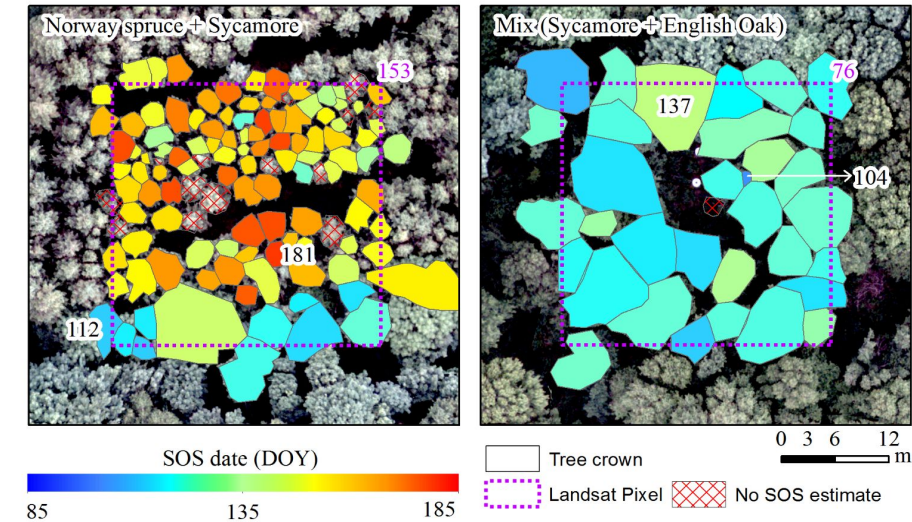 Norway spruce + Sycamore
153
181
112
Mix (Sycamore + English Oak)
76
137
104
SOS date (DOY)
85 135 185
Tree crown
Landsat Pixel
No SOS estimate
0 3 6 12
m